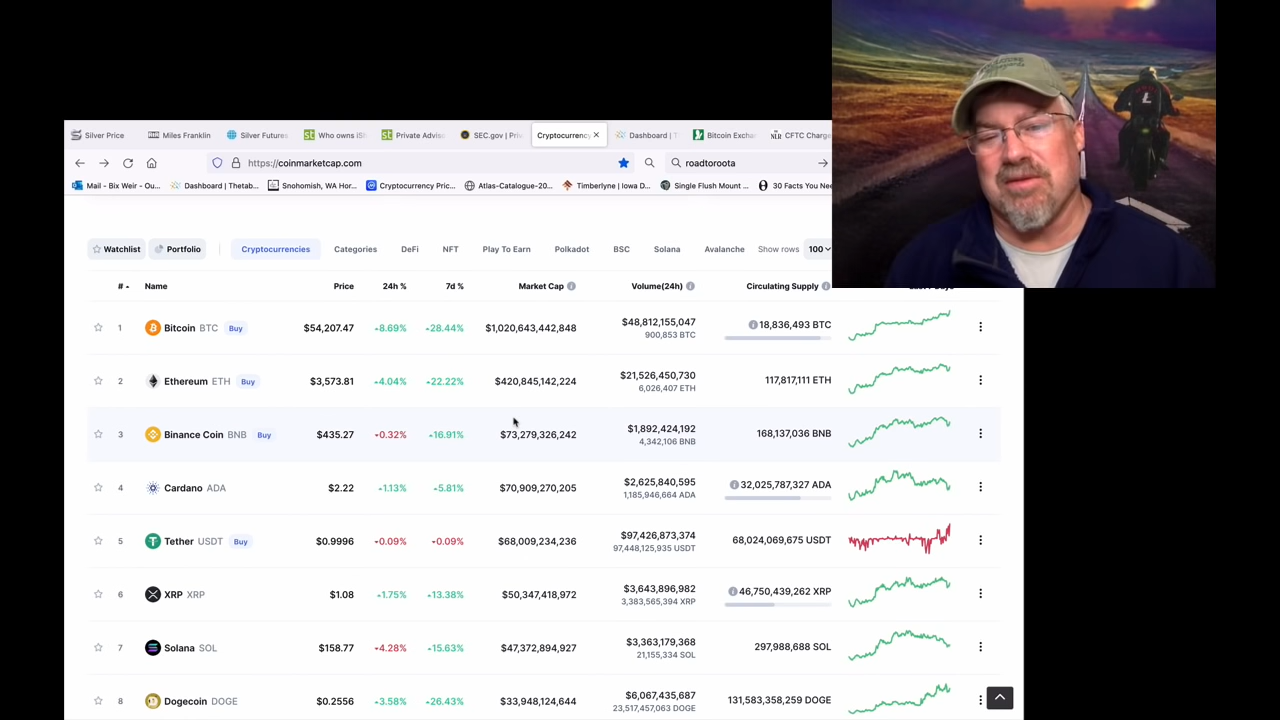 Silver Price
Miles Franklin
Silver Futures
Who owns iSh
Private Adviso
SEC.gov | Priv
Cryptocurrenc
Dashboard | T
Bitcoin Excha
CFTC Charge
https://coinmarketcap.com
roadtoroota
Mail - Bix Weir - Ou...
Dashboard | Thetab...
Snohomish, WA Hor...
Cryptocurrency Pric...
Atlas-Catalogue-20...
Timberlyne | Iowa D...
Single Flush Mount ...
30 Facts You Nee
Watchlist
Portfolio
Cryptocurrencies
Categories
DeFi
NFT
Play To Earn
Polkadot
BSC
Solana
Avalanche
Show rows
100
# Name Price 24h % 7d % Market Cap Volume(24h) Circulating Supply
1 Bitcoin BTC Buy $54,207.47 8.69% 28.44% $1,020,643,442,848 $48,812,155,047 18,836,493 BTC
900,853 BTC
2 Ethereum ETH Buy $3,573.81 4.04% 22.22% $420,845,142,224 $21,526,450,730 117,817,111 ETH
6,026,407 ETH
3 Binance Coin BNB Buy $435.27 0.32% 16.91% $73,279,326,242 $1,892,424,192 168,137,036 BNB
4,342,106 BNB
4 Cardano ADA $2.22 1.13% 5.81% $70,909,270,205 $2,625,840,595 32,025,787,327 ADA
1,185,946,664 ADA
5 Tether USDT Buy $0.9996 0.09% 0.09% $68,009,234,236 $97,426,873,374 68,024,069,675 USDT
97,448,125,935 USDT
6 XRP XRP $1.08 1.75% 13.38% $50,347,418,972 $3,643,896,982 46,750,439,262 XRP
3,383,565,394 XRP
7 Solana SOL $158.77 4.28% 15.63% $47,372,894,927 $3,363,179,368 297,988,688 SOL
21,155,334 SOL
8 Dogecoin DOGE $0.2556 3.58% 26.43% $33,948,124,644 $6,067,435,687 131,583,358,259 DOGE
23,517,457,063 DOGE